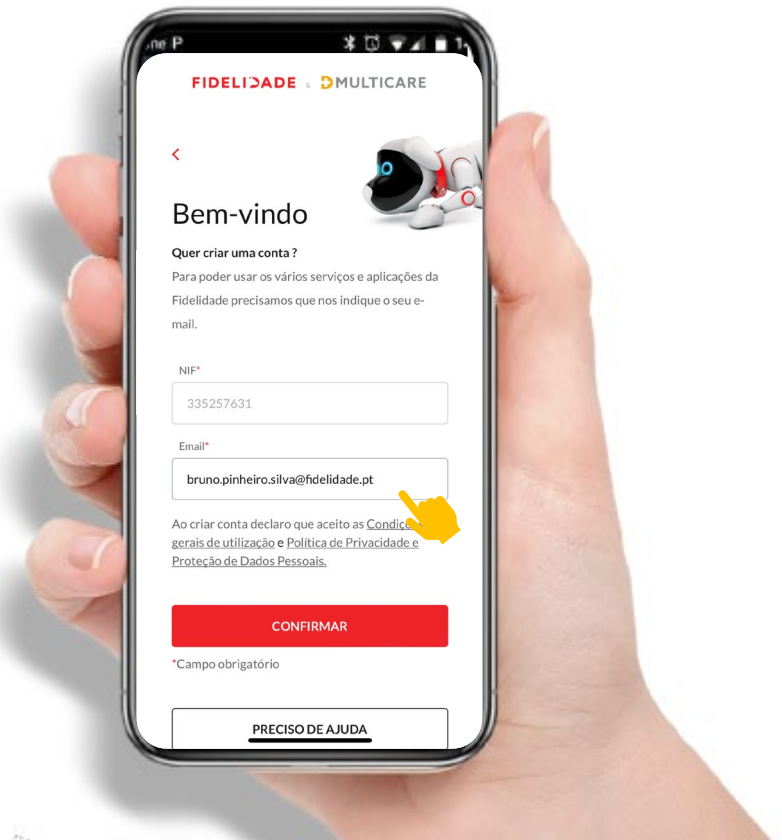 FIDELIDADE & MULTICARE
Bem-vindo
Quer criar uma conta ?
Para poder usar os vários serviços e aplicações da
Fidelidade precisamos que nos indique o seu e-
mail.
NIF*
335257631
Email*
bruno.pinheiro.silva@fidelidade.pt
Ao criar conta declaro que aceito as
gerais de utilização e Política de Privacidade e
Proteção de Dados Pessoais.
CONFIRMAR
*Campo obrigatório
PRECISO DE AJUDA